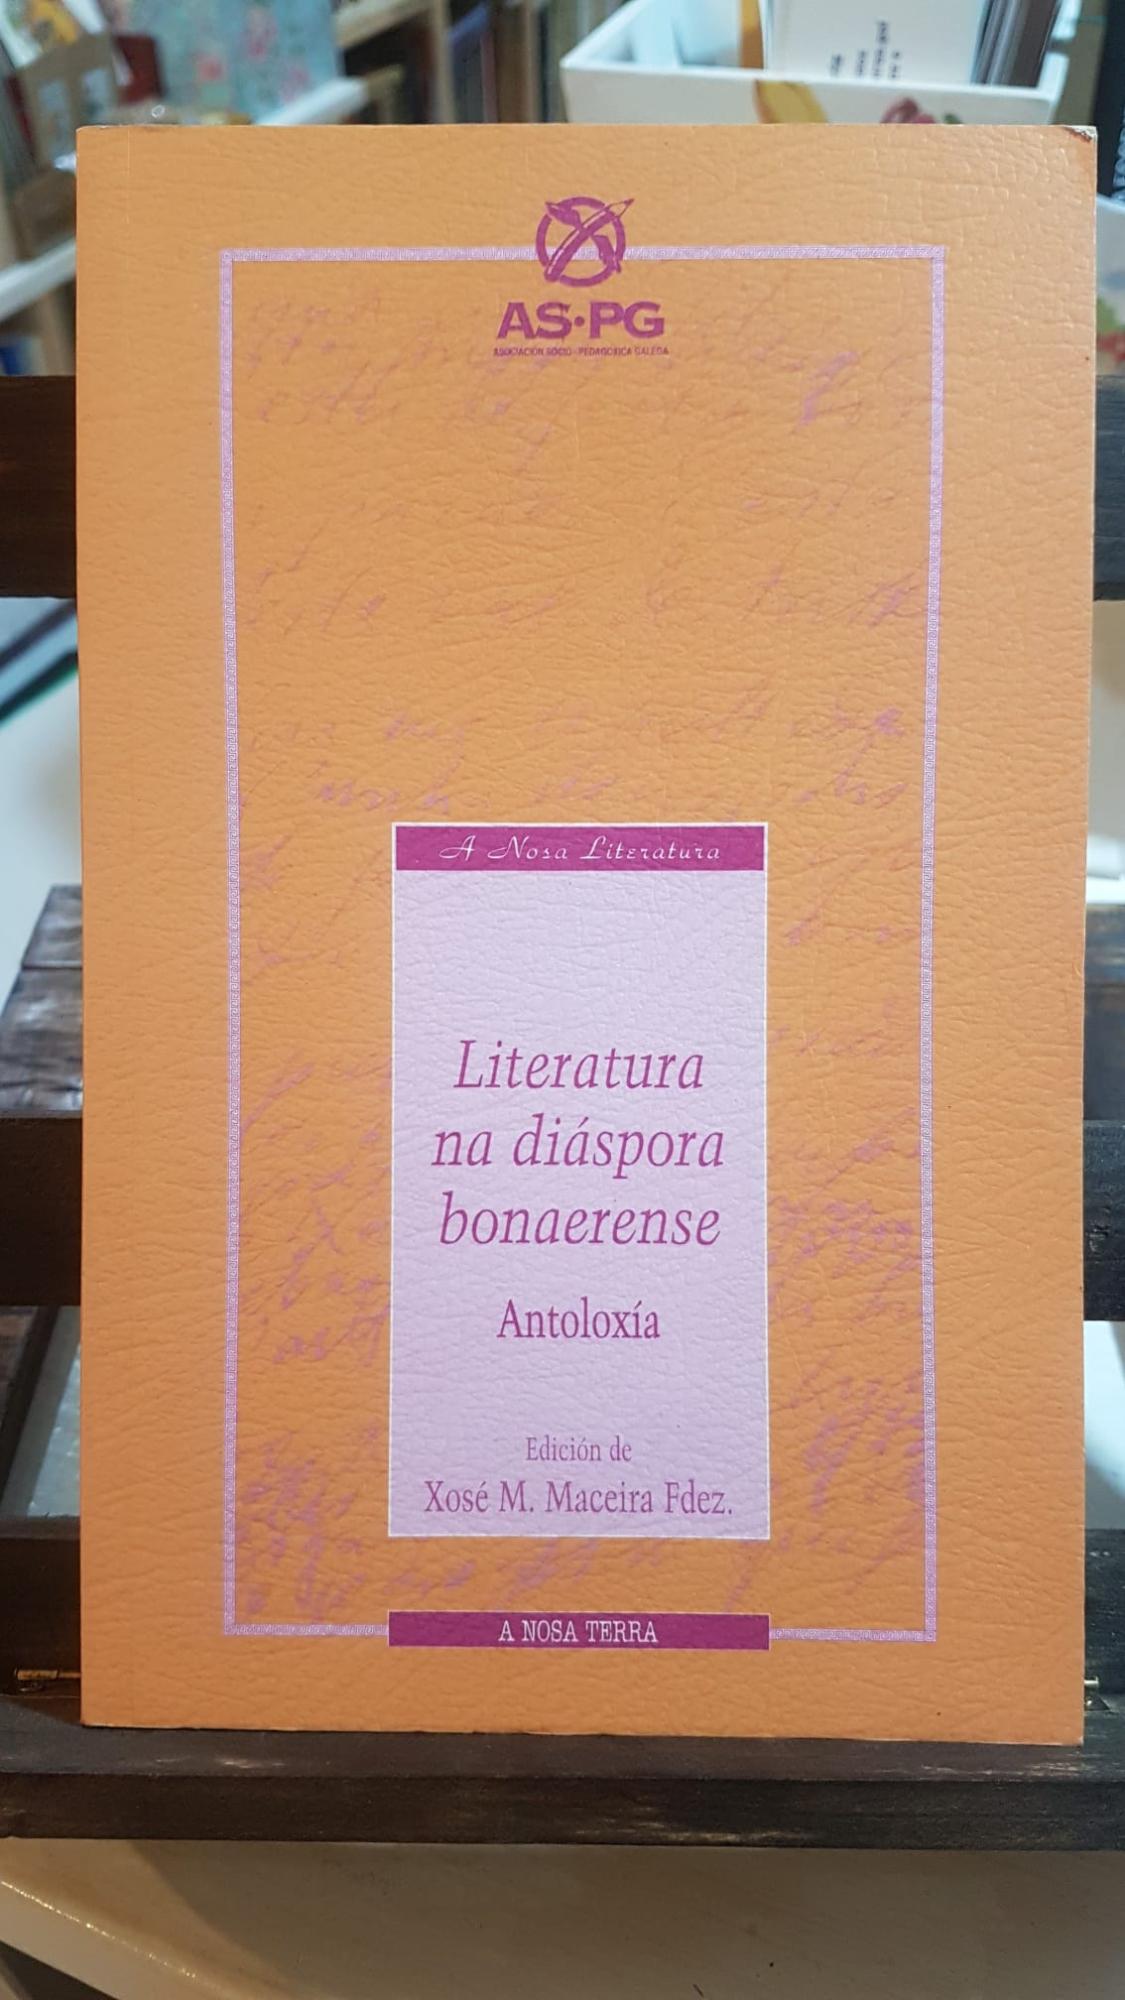 AS·PG
ASOCIACIÓN SOCIO-PEDAGÓXICA GALEGA
A Nosa Literatura
Literatura
na diáspora
bonaerense
Antoloxía
Edición de
Xosé M. Maceira Fdez.
A NOSA TERRA